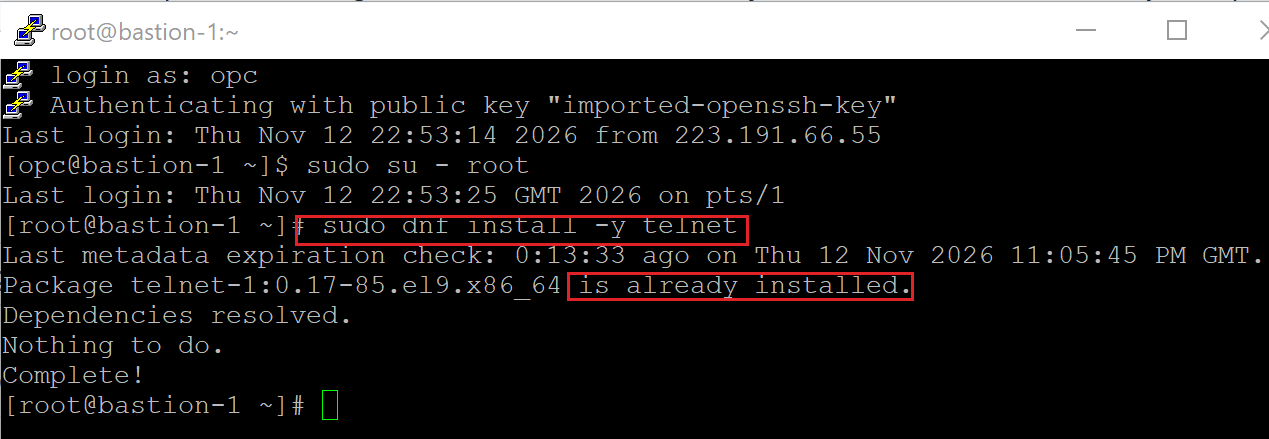 root@bastion-1:~
login as: opc
Authenticating with public key "imported-openssh-key"
Last login: Thu Nov 12 22:53:14 2026 from 223.191.66.55
[opc@bastion-1 ~]$ sudo su - root
Last login: Thu Nov 12 22:53:25 GMT 2026 on pts/1
[root@bastion-1 ~]# sudo dnf install -y telnet
Last metadata expiration check: 0:13:33 ago on Thu 12 Nov 2026 11:05:45 PM GMT.
Package telnet-1:0.17-85.el9.x86_64 is already installed.
Dependencies resolved.
Nothing to do.
Complete!
[root@bastion-1 ~]#